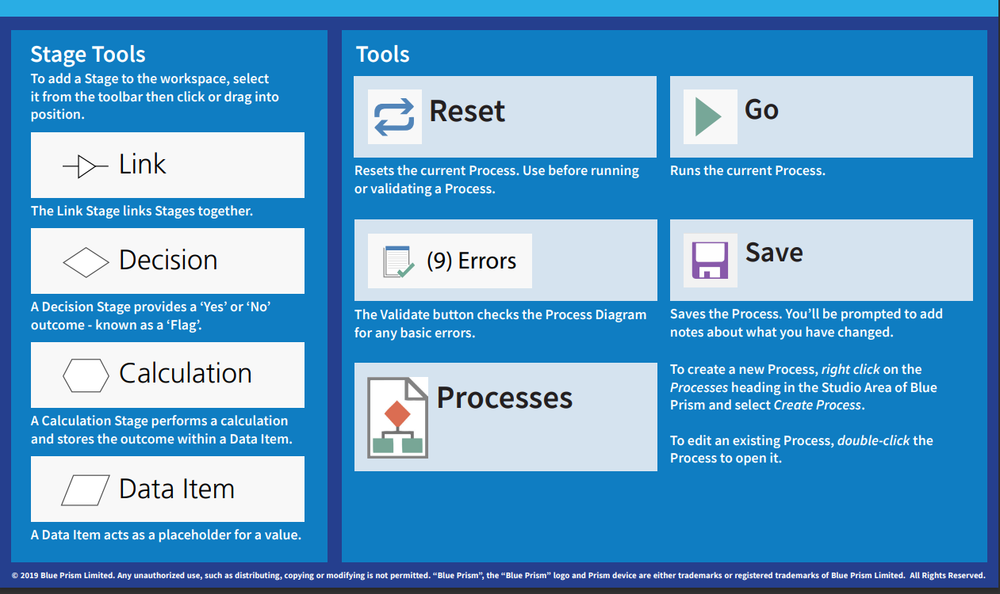 Stage Tools
To add a Stage to the workspace, select
it from the toolbar then click or drag into
position.
Link
The Link Stage links Stages together.
Decision
A Decision Stage provides a ‘Yes’ or ‘No’
outcome - known as a ‘Flag’.
Calculation
A Calculation Stage performs a calculation
and stores the outcome within a Data Item.
Data Item
A Data Item acts as a placeholder for a value.
Tools
Reset
Resets the current Process. Use before running
or validating a Process.
Go
Runs the current Process.
(9) Errors
The Validate button checks the Process Diagram
for any basic errors.
Save
Saves the Process. You’ll be prompted to add
notes about what you have changed.
Processes
To create a new Process, right click on the
Processes heading in the Studio Area of Blue
Prism and select Create Process.
To edit an existing Process, double-click the
Process to open it.
© 2019 Blue Prism Limited. Any unauthorized use, such as distributing, copying or modifying is not permitted. “Blue Prism”, the “Blue Prism” logo and Prism device are either trademarks or registered trademarks of Blue Prism Limited. All Rights Reserved.